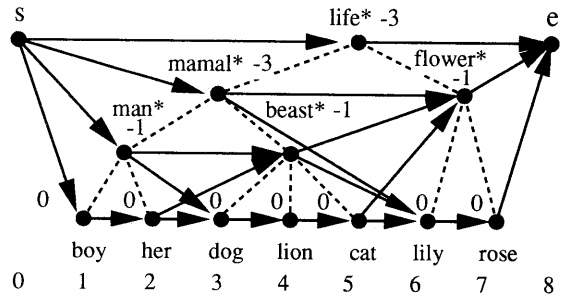 s life* -3 e
mamal* -3 flower*
-1
man* beast* -1
-1
0 0 0 0 0 0 0
boy her dog lion cat lily rose
0 1 2 3 4 5 6 7 8